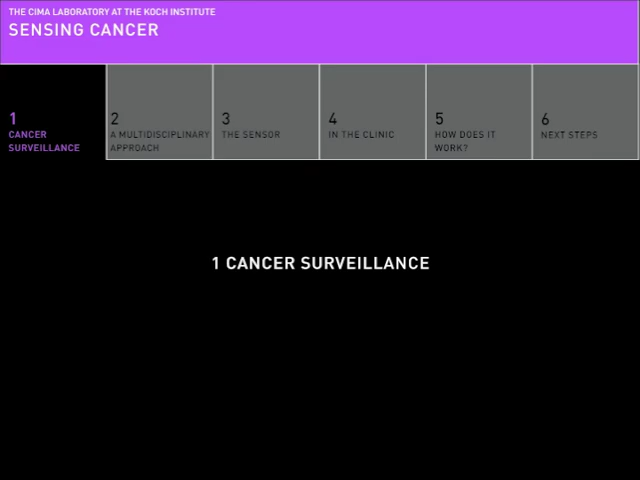 THE CIMA LABORATORY AT THE KOCH INSTITUTE
SENSING CANCER
1
CANCER
SURVEILLANCE
2
A MULTIDISCIPLINARY
APPROACH
3
THE SENSOR
4
IN THE CLINIC
5
HOW DOES IT
WORK?
6
NEXT STEPS
1 CANCER SURVEILLANCE